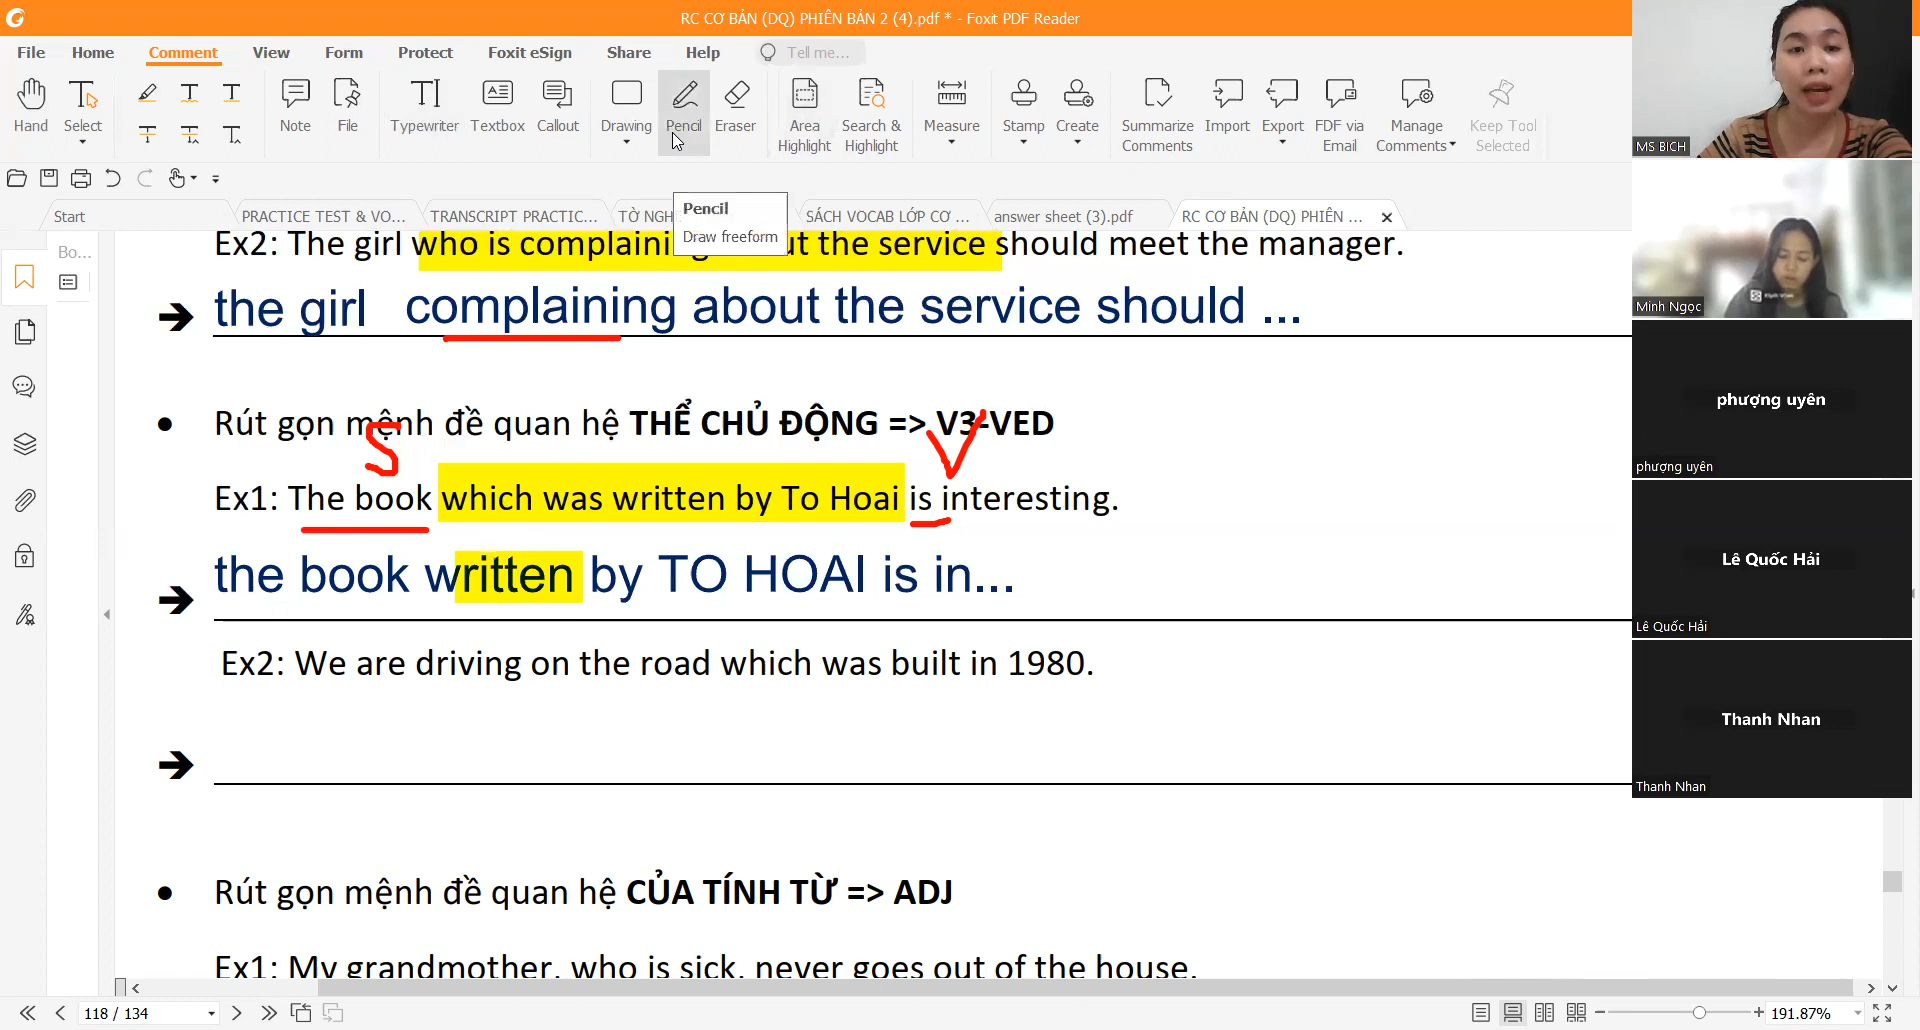 RC CƠ BẢN (DQ) PHIÊN BẢN 2 (4).pdf * - Foxit PDF Reader
File Home Comment View Form Protect Foxit eSign Share Help Tell me...
Hand Select Note File Typewriter Textbox Callout Drawing Pencil Eraser Area Highlight Search & Highlight Measure Stamp Create Summarize Comments Import Export FDF via Email Manage Comments Keep Tool Selected
Start PRACTICE TEST & VO... TRANSCRIPT PRACTIC... TỜ NGH SÁCH VOCAB LỚP CƠ ... answer sheet (3).pdf RC CƠ BẢN (DQ) PHIÊN ...
Pencil
Draw freeform
Bo...
Ex2: The girl who is complaini ut the service should meet the manager.
➔ the girl complaining about the service should ...
• Rút gọn mệnh đề quan hệ THỂ CHỦ ĐỘNG => V3-VED
S V
Ex1: The book which was written by To Hoai is interesting.
➔ the book written by TO HOAI is in...
Ex2: We are driving on the road which was built in 1980.
➔
• Rút gọn mệnh đề quan hệ CỦA TÍNH TỪ => ADJ
Ex1: My grandmother, who is sick, never goes out of the house.
118 / 134
191.87%
MS BICH
Minh Ngọc
phượng uyên
phượng uyên
Lê Quốc Hải
Lê Quốc Hải
Thanh Nhan
Thanh Nhan